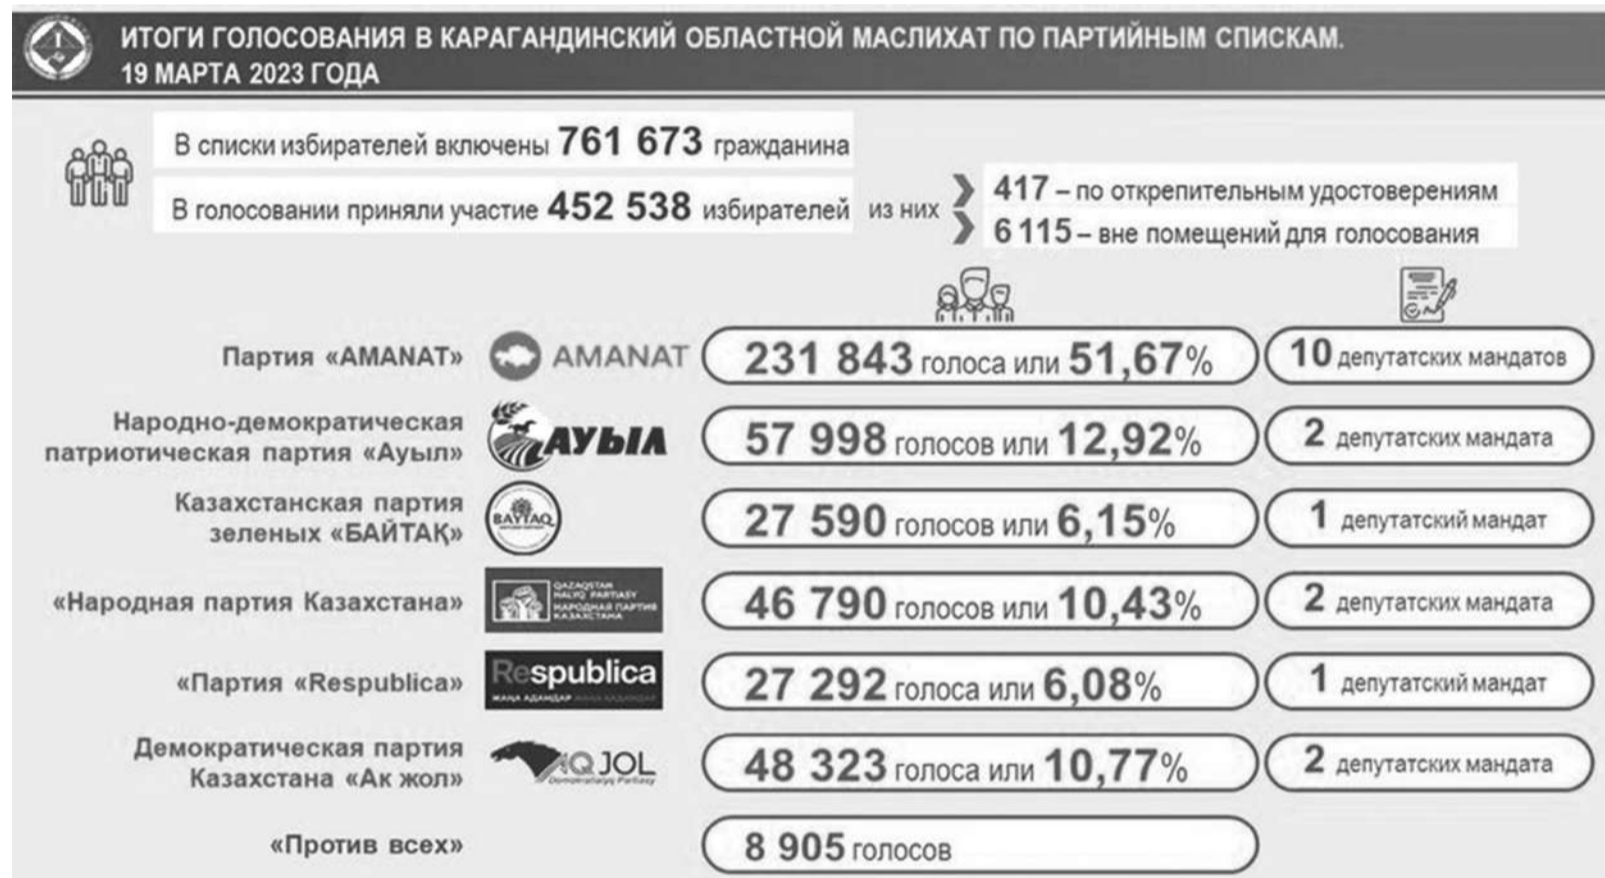 ИТОГИ ГОЛОСОВАНИЯ В КАРАГАНДИНСКИЙ ОБЛАСТНОЙ МАСЛИХАТ ПО ПАРТИЙНЫМ СПИСКАМ.
19 МАРТА 2023 ГОДА
В списки избирателей включены 761 673 гражданина
В голосовании приняли участие 452 538 избирателей из них
417 – по открепительным удостоверениям
6 115 – вне помещений для голосования
Партия «AMANAT» AMANAT 231 843 голоса или 51,67% 10 депутатских мандатов
Народно-демократическая
патриотическая партия «Ауыл» АУЫЛ 57 998 голосов или 12,92% 2 депутатских мандата
Казахстанская партия
зеленых «БАЙТАҚ» BAYTAQ 27 590 голосов или 6,15% 1 депутатский мандат
«Народная партия Казахстана»
QAZAQSTAN
HALYQ PARTIASY
НАРОДНАЯ ПАРТИЯ
КАЗАХСТАНА
46 790 голосов или 10,43% 2 депутатских мандата
«Партия «Respublica» Respublica
ЖАҢА АДАМДАР
27 292 голоса или 6,08% 1 депутатский мандат
Демократическая партия
Казахстана «Ак жол» AQ JOL
Demokratialyq Partiasy
48 323 голоса или 10,77% 2 депутатских мандата
«Против всех» 8 905 голосов